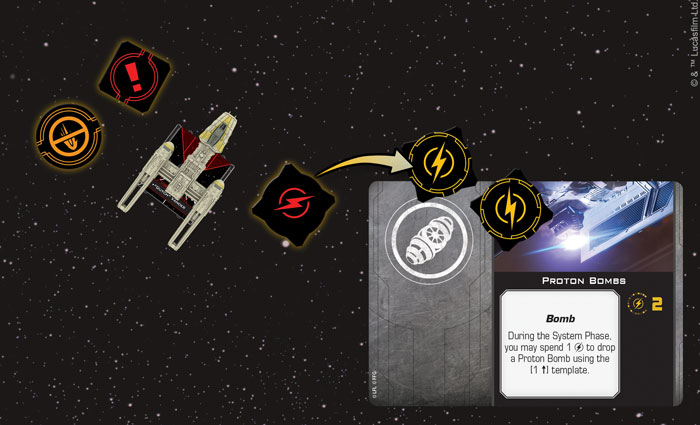 © & ™ Lucasfilm Ltd.
!
Proton Bombs
2
Bomb
During the System Phase,
you may spend 1 to drop
a Proton Bomb using the
[1 ] template.